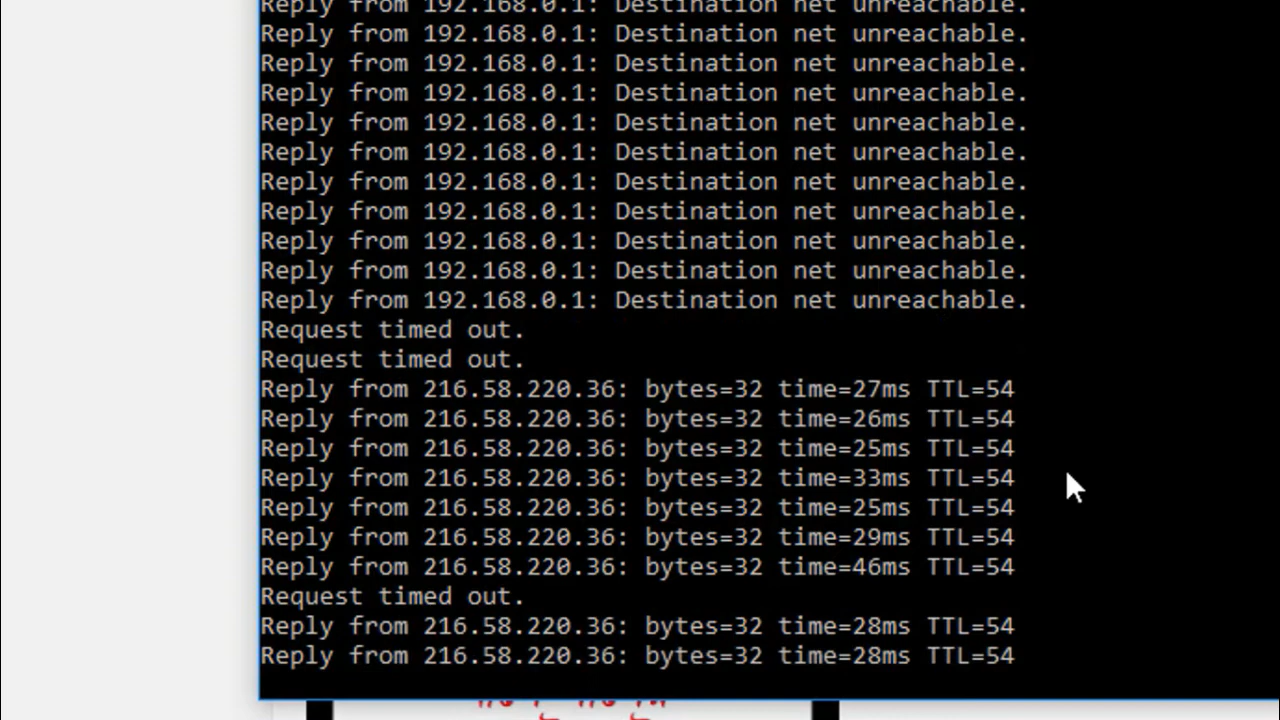 Reply from 192.168.0.1: Destination net unreachable.
Reply from 192.168.0.1: Destination net unreachable.
Reply from 192.168.0.1: Destination net unreachable.
Reply from 192.168.0.1: Destination net unreachable.
Reply from 192.168.0.1: Destination net unreachable.
Reply from 192.168.0.1: Destination net unreachable.
Reply from 192.168.0.1: Destination net unreachable.
Reply from 192.168.0.1: Destination net unreachable.
Reply from 192.168.0.1: Destination net unreachable.
Reply from 192.168.0.1: Destination net unreachable.
Reply from 192.168.0.1: Destination net unreachable.
Request timed out.
Request timed out.
Reply from 216.58.220.36: bytes=32 time=27ms TTL=54
Reply from 216.58.220.36: bytes=32 time=26ms TTL=54
Reply from 216.58.220.36: bytes=32 time=25ms TTL=54
Reply from 216.58.220.36: bytes=32 time=33ms TTL=54
Reply from 216.58.220.36: bytes=32 time=25ms TTL=54
Reply from 216.58.220.36: bytes=32 time=29ms TTL=54
Reply from 216.58.220.36: bytes=32 time=46ms TTL=54
Request timed out.
Reply from 216.58.220.36: bytes=32 time=28ms TTL=54
Reply from 216.58.220.36: bytes=32 time=28ms TTL=54